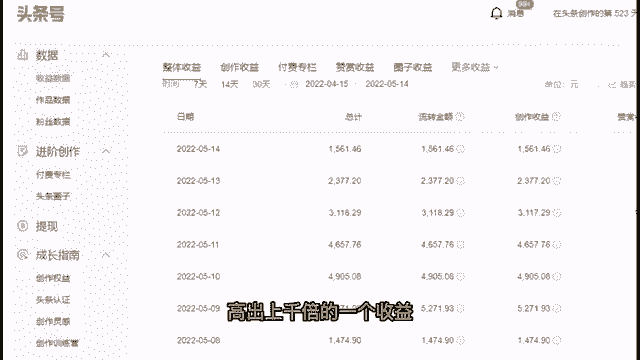 头条号
消息 99+ 在头条创作的第 523 天
数据
收益数据
作品数据
粉丝数据
进阶创作
付费专栏
头条圈子
提现
成长指南
创作权益
头条认证
创作灵感
创作训练营
整体收益 创作收益 付费专栏 赞赏收益 圈子收益 更多收益
时间 7天 14天 30天 2022-04-15 - 2022-05-14 单位：元
日期 总计 流转金额 创作收益 赞赏
2022-05-14 1,561.46 1,561.46 1,561.46
2022-05-13 2,377.20 2,377.20 2,377.20
2022-05-12 3,118.29 3,118.29 3,117.29
2022-05-11 4,657.76 4,657.76 4,657.76
2022-05-10 4,905.08 4,905.08 4,905.08
2022-05-09 5,271.93 5,271.93
2022-05-08 1,474.90 1,474.90 1,474.90
高出上千倍的一个收益